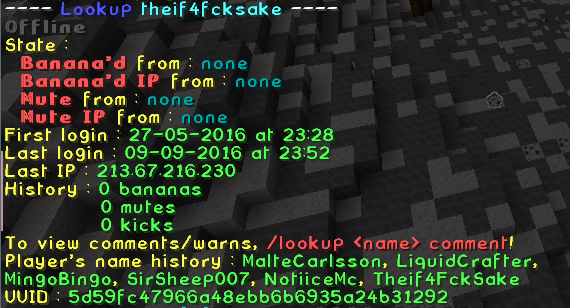 ---- Lookup theif4fcksake ----
Offline
State :
Banana'd from : none
Banana'd IP from : none
Mute from : none
Mute IP from : none
First login : 27-05-2016 at 23:28
Last login : 09-09-2016 at 23:52
Last IP : 213.67.216.230
History : 0 bananas
0 mutes
0 kicks
To view comments/warns, /lookup <name> comment!
Player's name history : MalteCarlsson, LiquidCrafter,
MingoBingo, SirSheep007, NotiiceMc, Theif4FckSake
UUID : 5d59fc47966a48ebb6b6935a24b31292